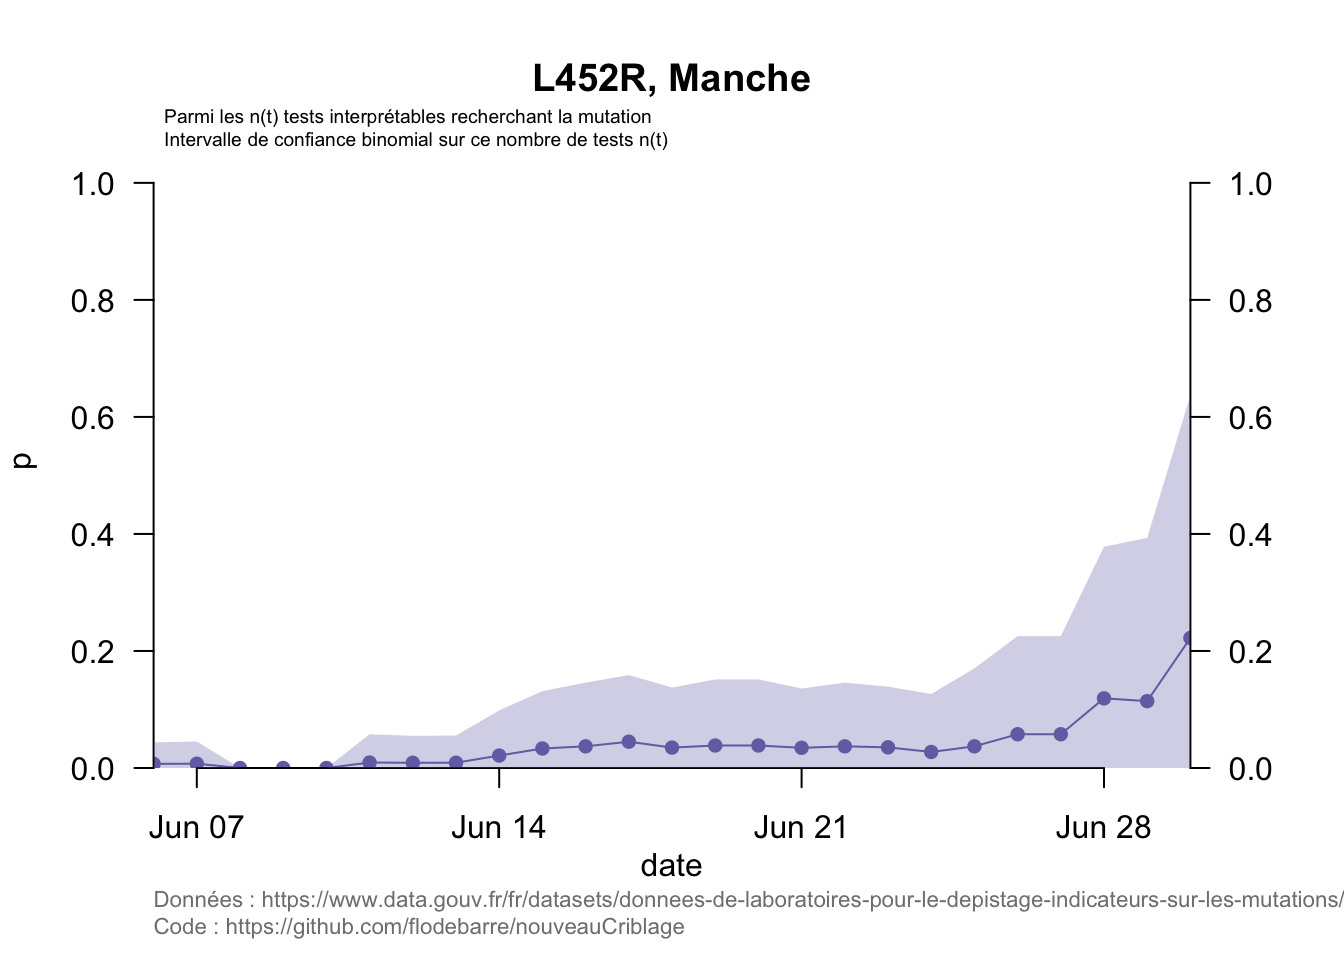 L452R, Manche
Parmi les n(t) tests interprétables recherchant la mutation
Intervalle de confiance binomial sur ce nombre de tests n(t)
1.0 1.0
0.8 0.8
0.6 0.6
p
0.4 0.4
0.2 0.2
0.0 0.0
Jun 07 Jun 14 Jun 21 Jun 28
date
Données : https://www.data.gouv.fr/fr/datasets/donnees-de-laboratoires-pour-le-depistage-indicateurs-sur-les-mutations/
Code : https://github.com/flodebarre/nouveauCriblage